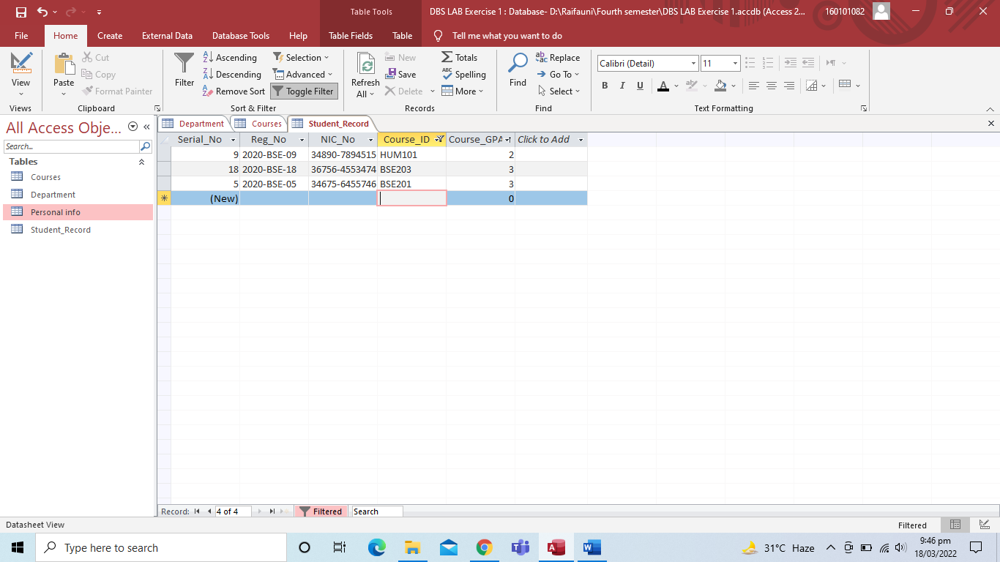 Table Tools
DBS LAB Exercise 1 : Database- D:\Raifauni\Fourth semester\DBS LAB Exercise 1.accdb (Access 2...
160101082
File Home Create External Data Database Tools Help Table Fields Table Tell me what you want to do
View
Views
Paste
Cut
Copy
Format Painter
Clipboard
Filter
Ascending
Descending
Remove Sort
Selection
Advanced
Toggle Filter
Sort & Filter
Refresh
All
New
Save
Delete
Totals
Spelling
More
Records
Find
Replace
Go To
Select
Find
Calibri (Detail) 11
B I U A ab
Text Formatting
All Access Obje...
Search...
Tables
Courses
Department
Personal info
Student_Record
Department Courses Student_Record
Serial_No Reg_No NIC_No Course_ID Course_GPA Click to Add
9 2020-BSE-09 34890-7894515 HUM101 2
18 2020-BSE-18 36756-4553474 BSE203 3
5 2020-BSE-05 34675-6455746 BSE201 3
(New) 0
Record: 4 of 4 Filtered Search
Datasheet View
Filtered
Type here to search
31°C Haze
9:46 pm
18/03/2022